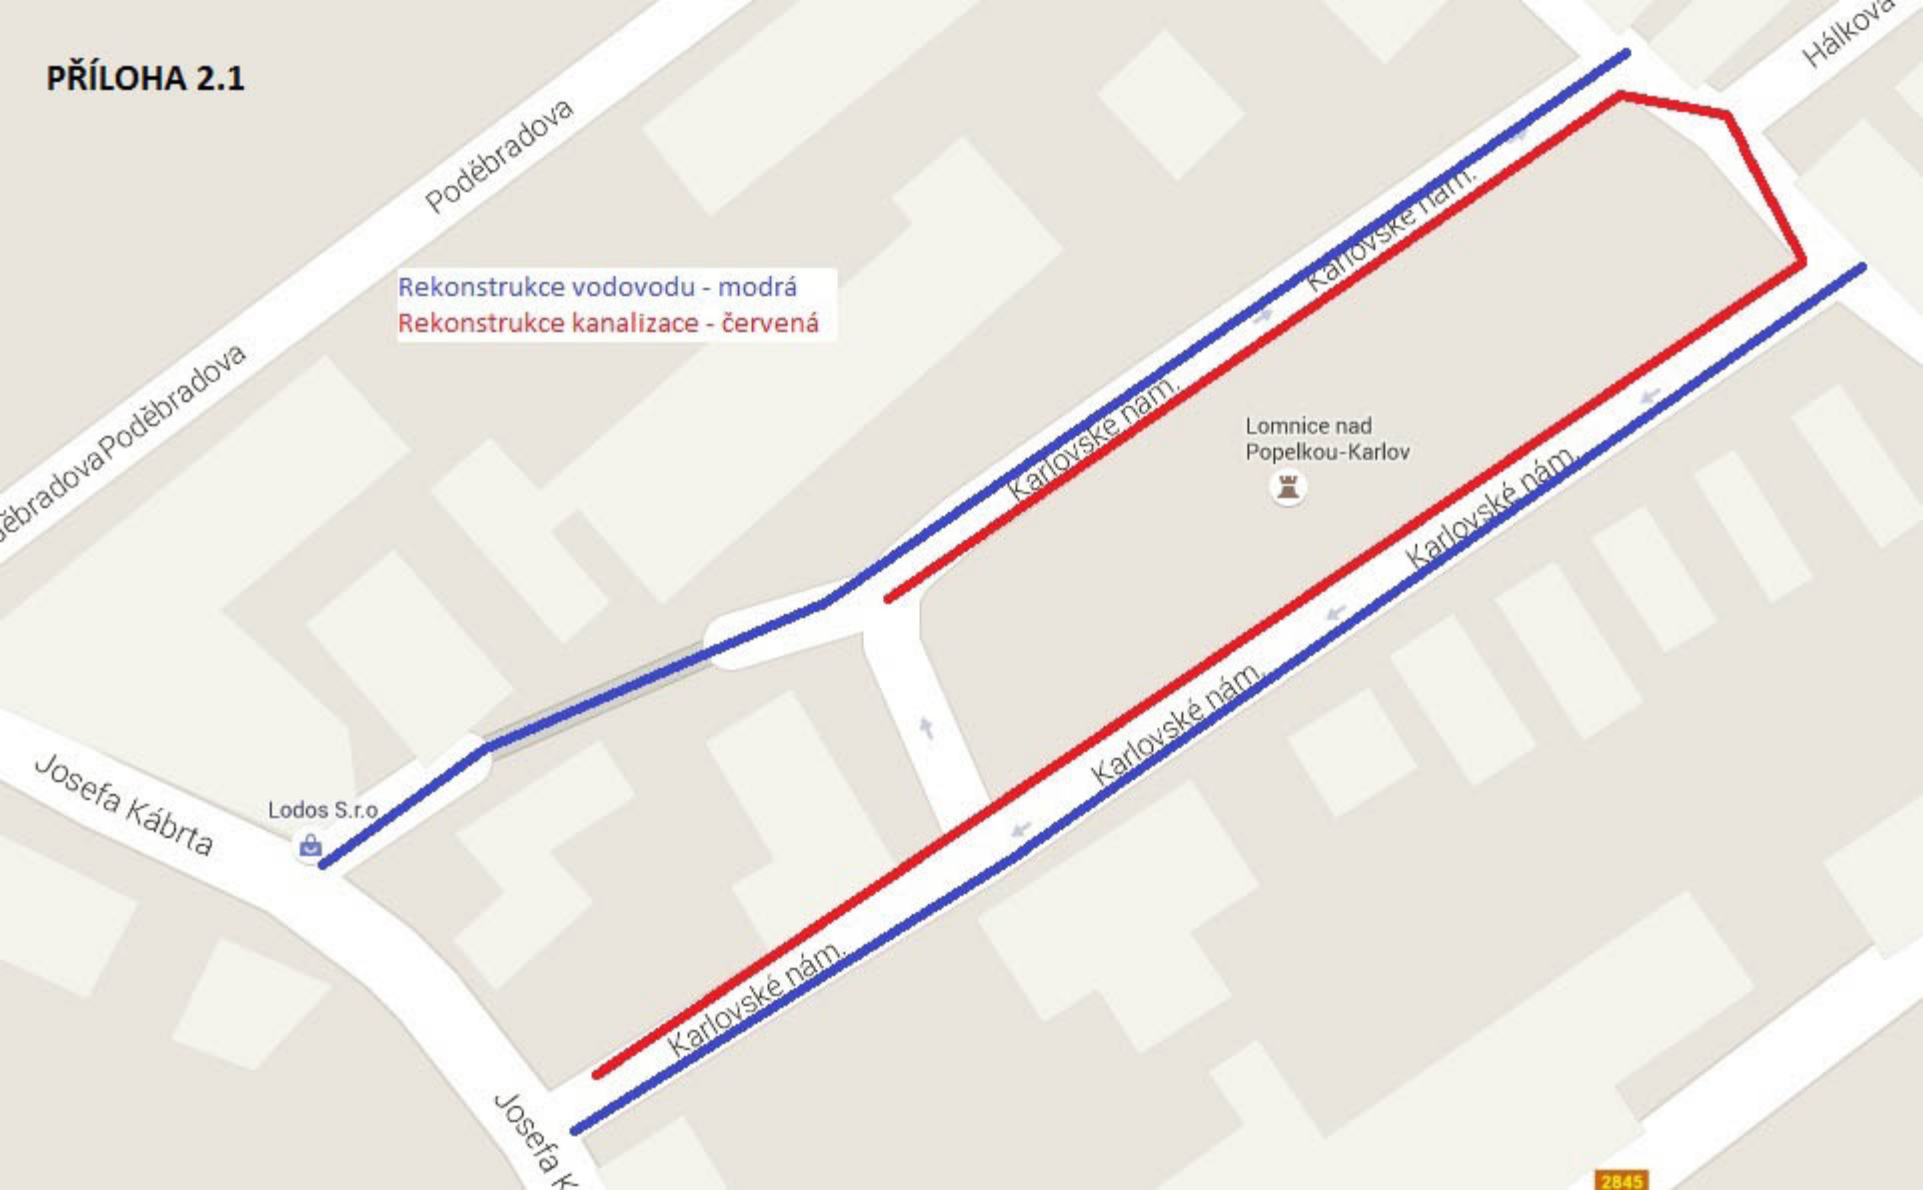 PŘÍLOHA 2.1
Hálkova
Poděbradova
Rekonstrukce vodovodu - modrá
Rekonstrukce kanalizace - červená
Karlovské nám.
Poděbradova
Karlovské nám.
Lomnice nad
Popelkou-Karlov
Karlovské nám.
Karlovské nám.
Josefa Kábrta
Lodos S.r.o
Karlovské nám.
Josefa K
2845